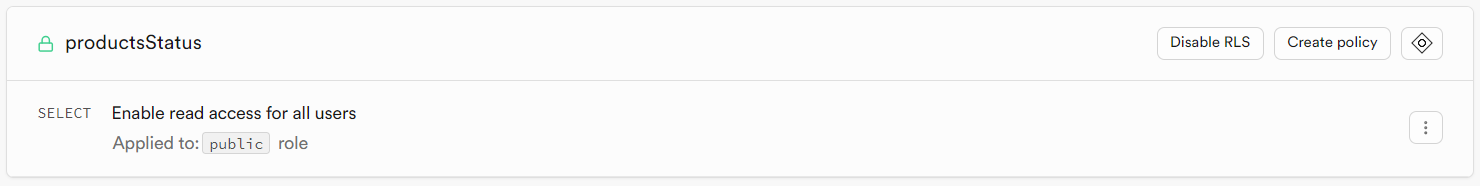 productsStatus
Disable RLS
Create policy
SELECT
Enable read access for all users
Applied to: public role